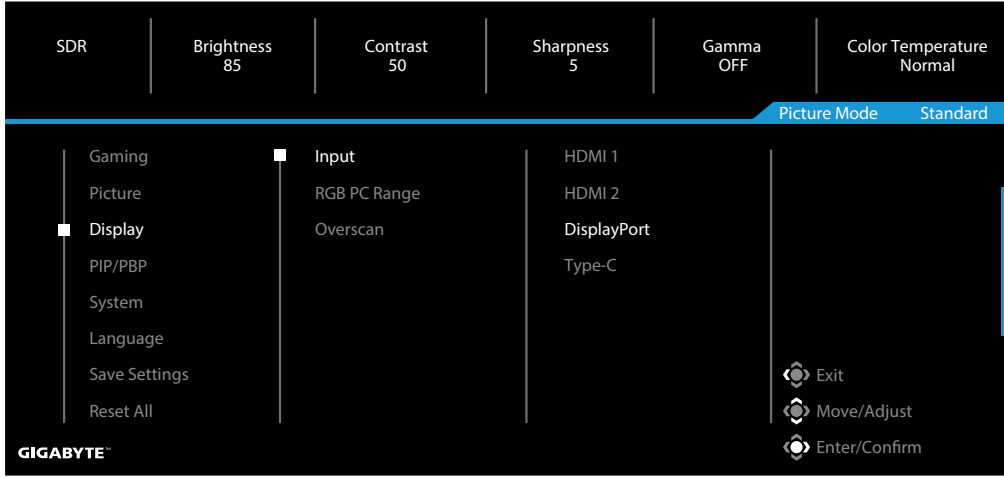 SDR Brightness Contrast Sharpness Gamma Color Temperature
85 50 5 OFF Normal
Picture Mode Standard
Gaming Input HDMI 1
Picture RGB PC Range HDMI 2
Display Overscan DisplayPort
PIP/PBP Type-C
System
Language
Save Settings Exit
Reset All Move/Adjust
GIGABYTE™ Enter/Confirm